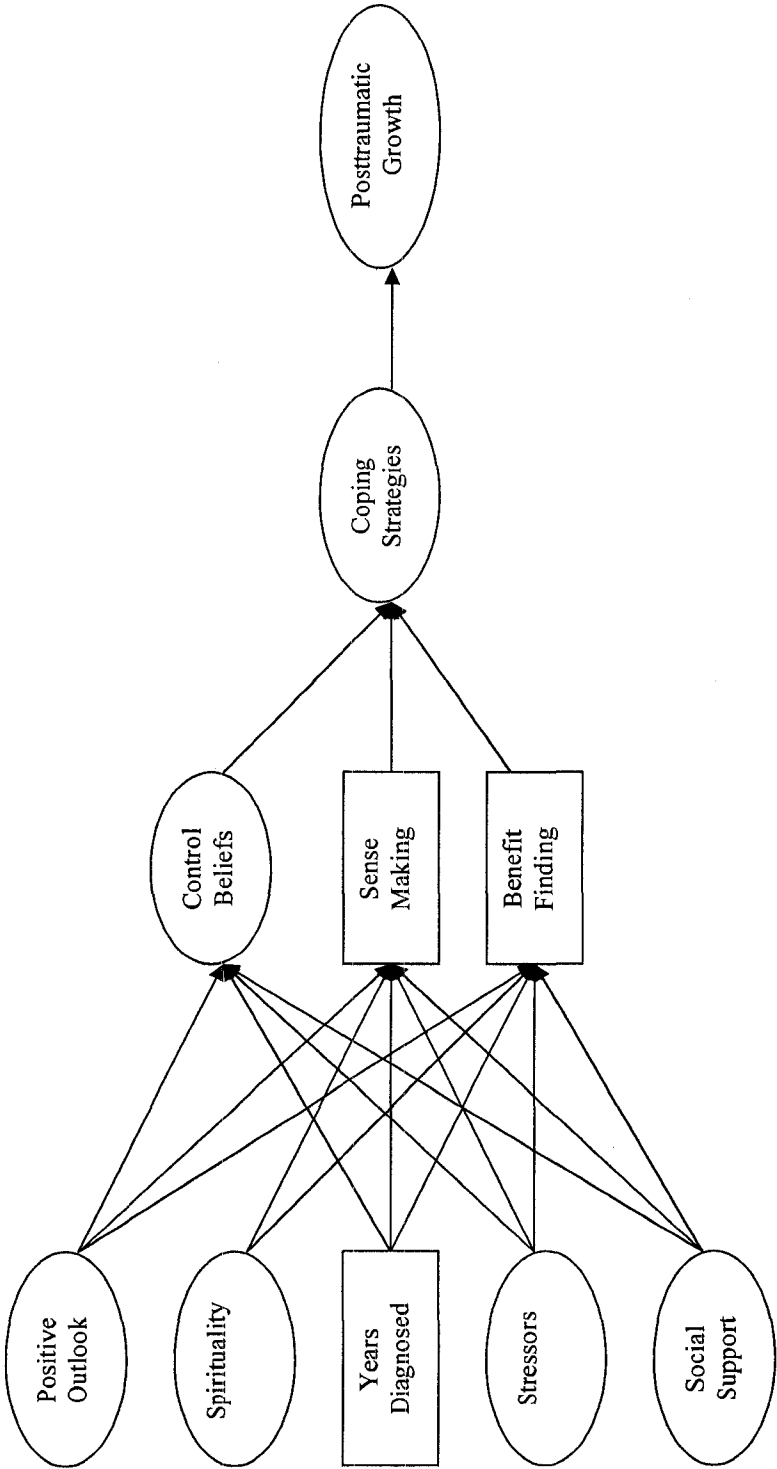 Positive
Outlook
Spirituality
Years
Diagnosed
Stressors
Social
Support
Control
Beliefs
Sense
Making
Benefit
Finding
Coping
Strategies
Posttraumatic
Growth